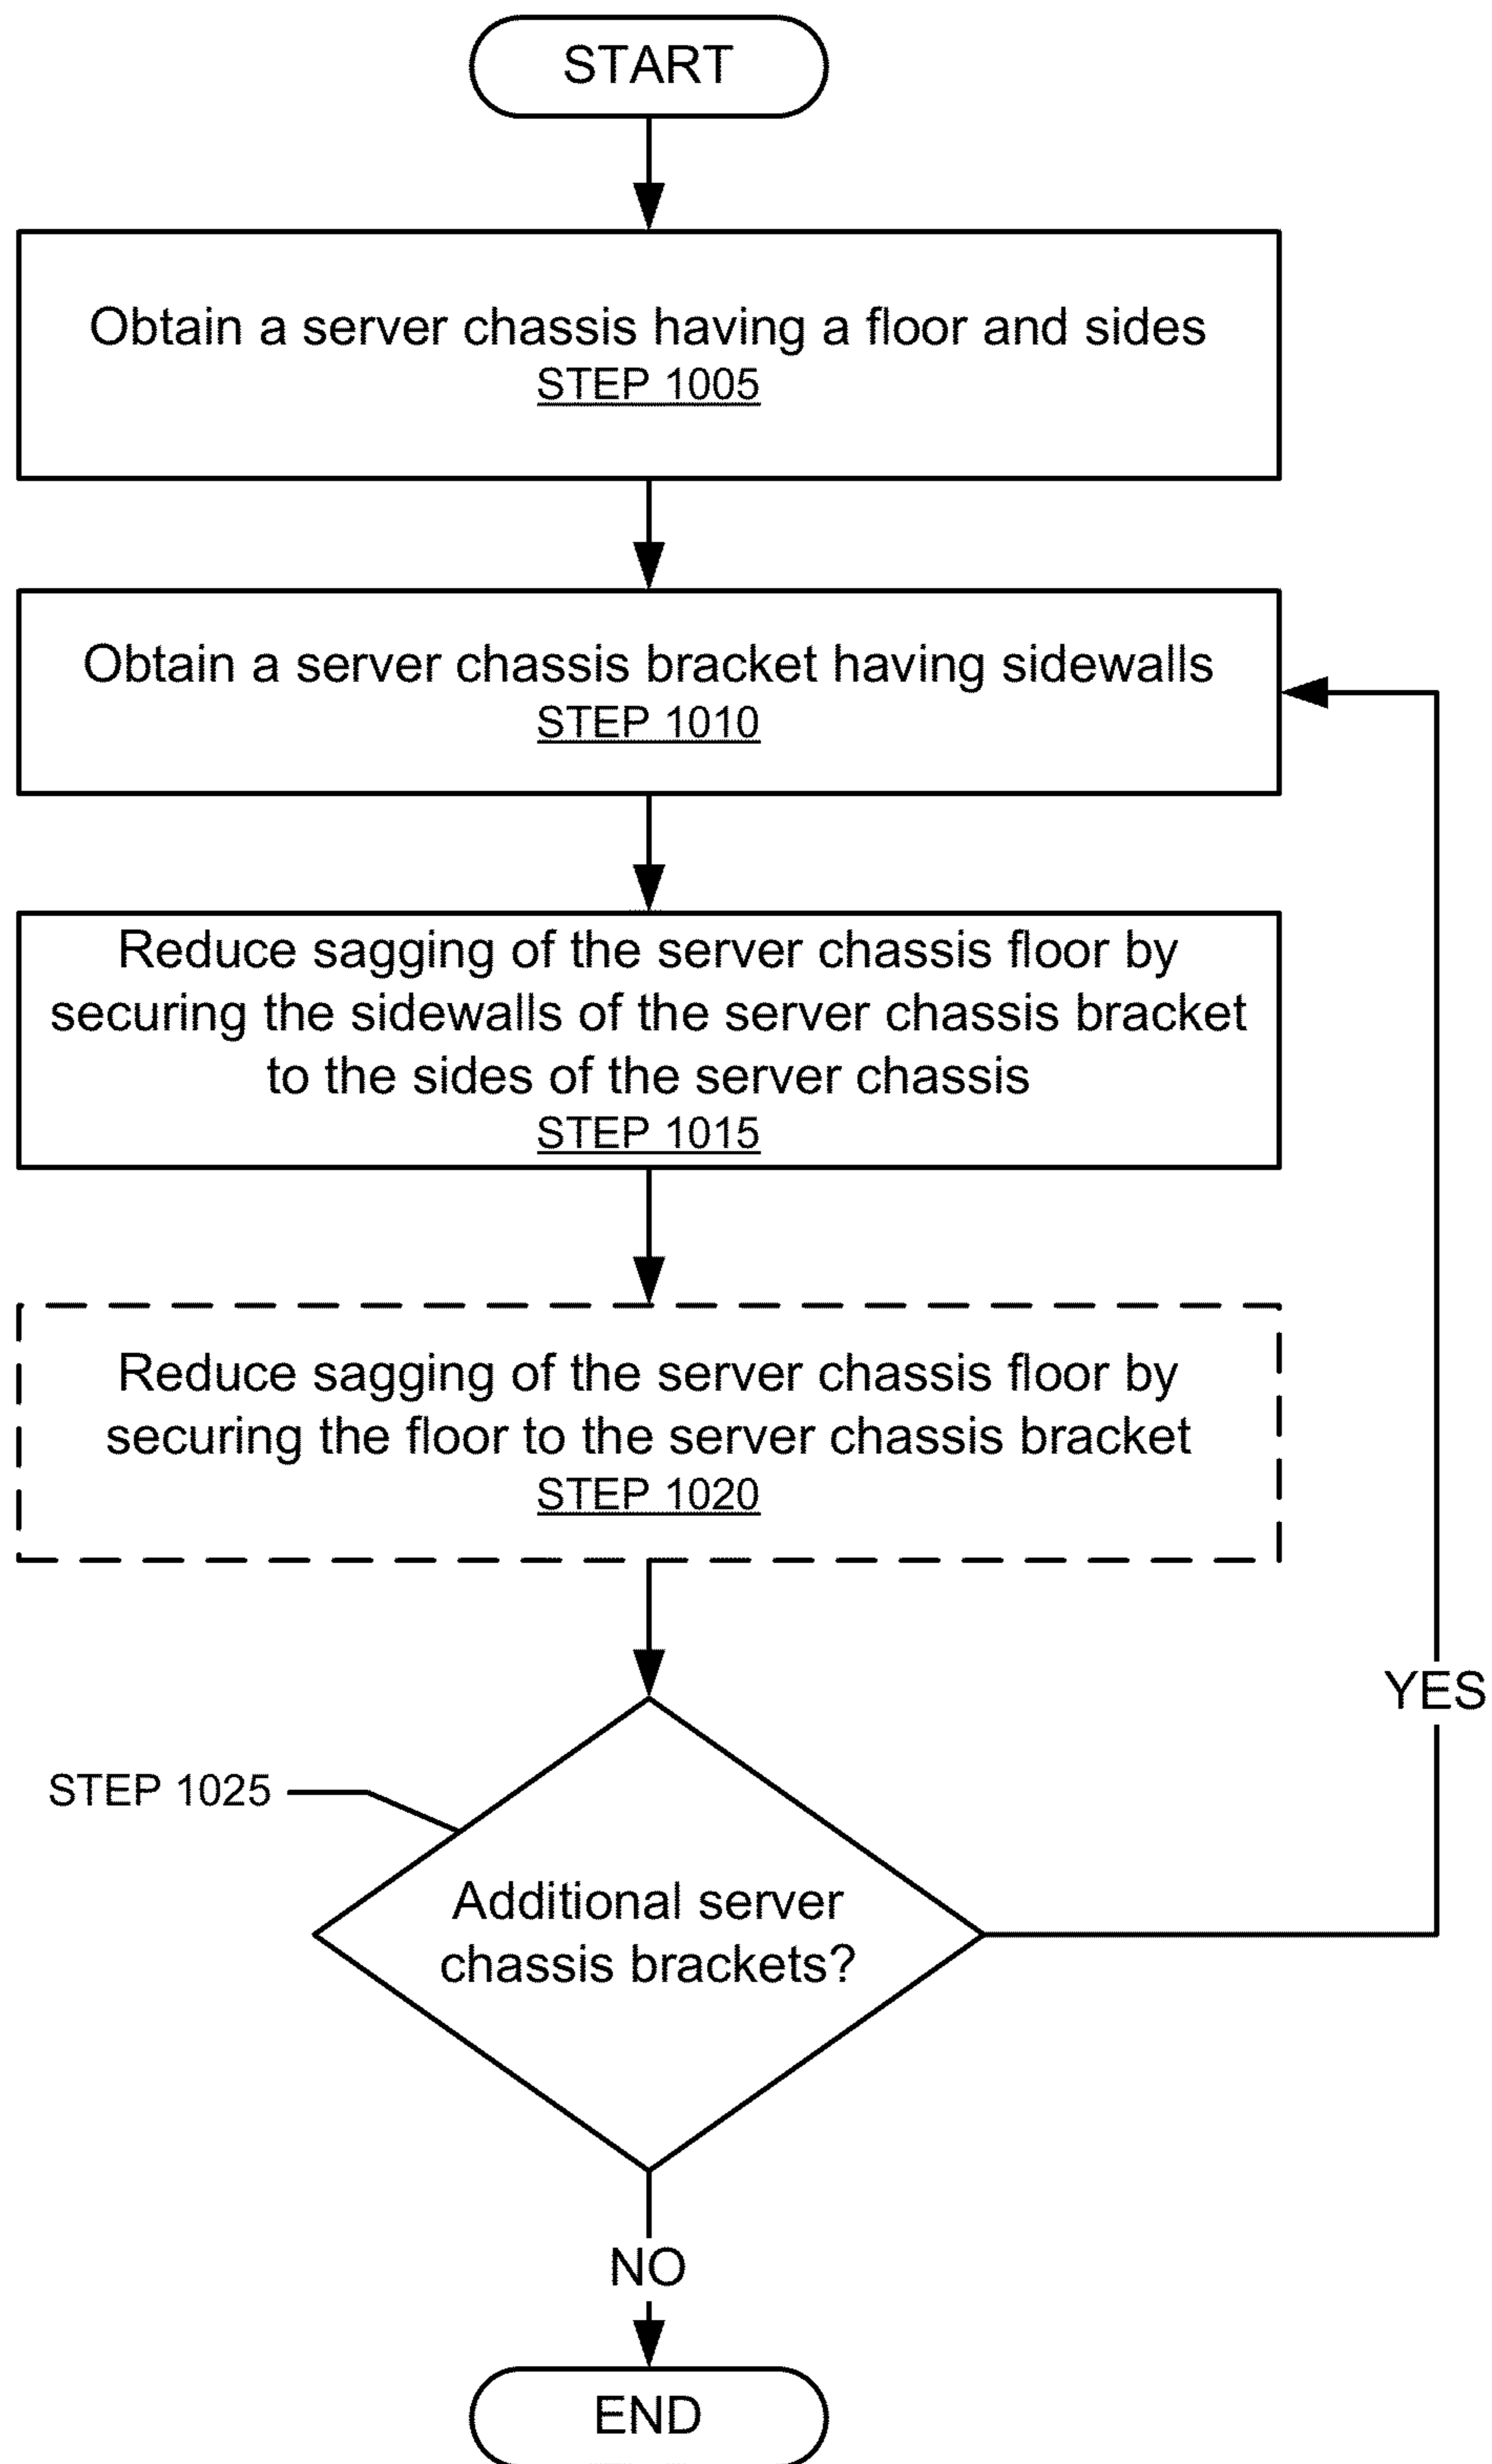 START
Obtain a server chassis having a floor and sides
STEP 1005
Obtain a server chassis bracket having sidewalls
STEP 1010
Reduce sagging of the server chassis floor by
securing the sidewalls of the server chassis bracket
to the sides of the server chassis
STEP 1015
Reduce sagging of the server chassis floor by
securing the floor to the server chassis bracket
STEP 1020
YES
STEP 1025
Additional server
chassis brackets?
NO
END